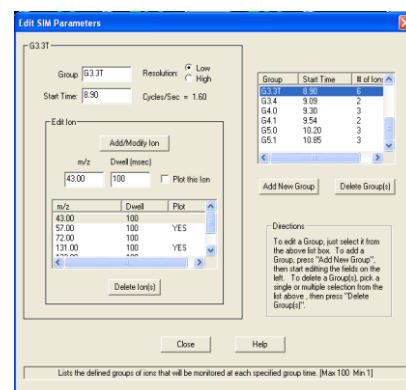 Edit SIM Parameters
G3.3T
Group G3.3T Resolution: Low
High
Start Time: 8.90 Cycles/Sec = 1.60
Edit Ion
Add/Modify Ion
m/z Dwell (msec)
43.00 100 Plot this Ion
m/z Dwell Plot
43.00 100
57.00 100 YES
72.00 100
131.00 100 YES
Delete Ion(s)
Group Start Time # of Ions
G3.3T 8.90 6
G3.4 9.09 2
G4.0 9.30 3
G4.1 9.54 2
G5.0 10.20 3
G5.1 10.85 3
Add New Group Delete Group(s)
Directions
To edit a Group, just select it from
the above list box. To add a
Group, press "Add New Group",
then start editing the fields on
the left. To delete a Group(s), pick a
single or multiple selection from the
list above , then press "Delete
Group(s)".
Close Help
Lists the defined groups of ions that will be monitored at each specified group time. [Max 100 Min 1]